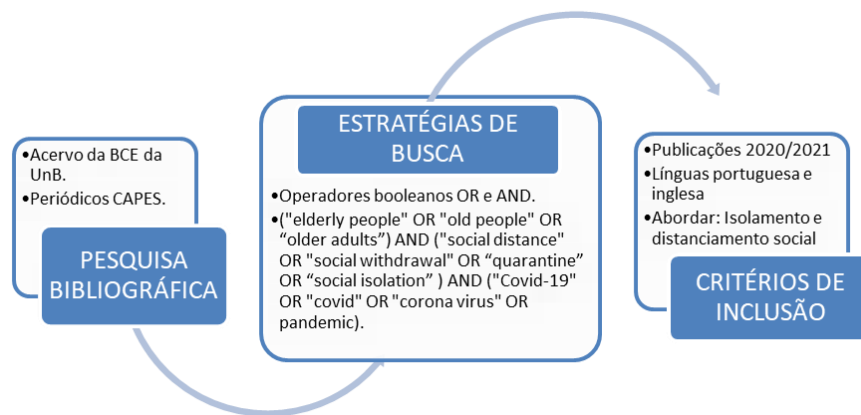 •Acervo da BCE da
UnB.
•Periódicos CAPES.
PESQUISA
BIBLIOGRÁFICA
ESTRATÉGIAS DE
BUSCA
•Operadores booleanos OR e AND.
•("elderly people" OR "old people" OR
“older adults”) AND ("social distance"
OR "social withdrawal" OR “quarantine”
OR “social isolation” ) AND ("Covid-19"
OR "covid" OR "corona virus" OR
pandemic).
•Publicações 2020/2021
•Línguas portuguesa e
inglesa
•Abordar: Isolamento e
distanciamento social
CRITÉRIOS DE
INCLUSÃO